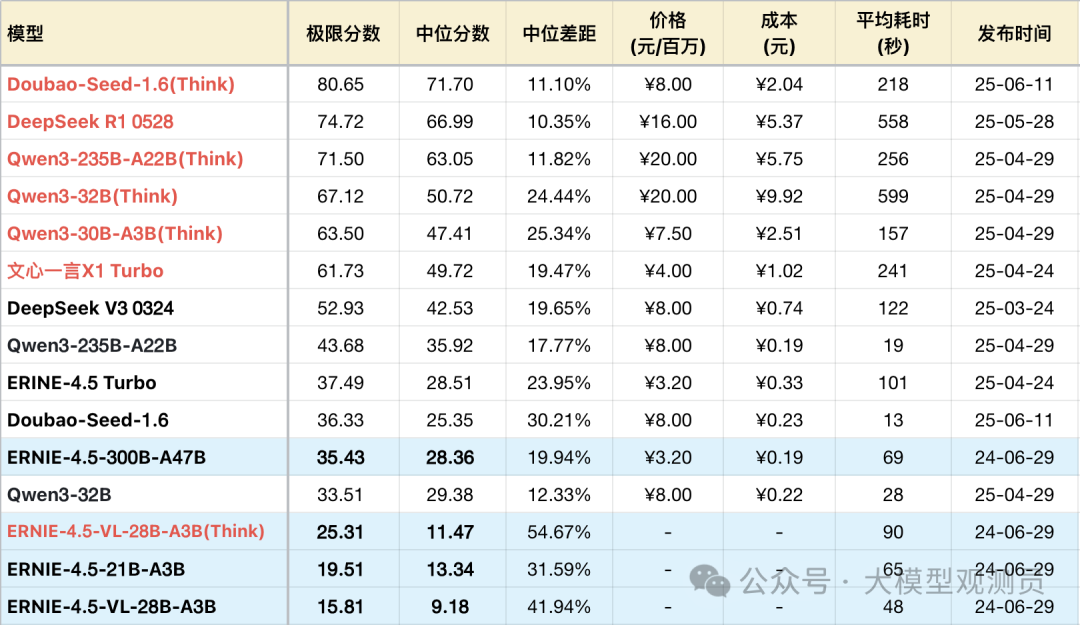 模型 极限分数 中位分数 中位差距 价格 (元/百万) 成本 (元) 平均耗时 (秒) 发布时间
Doubao-Seed-1.6(Think) 80.65 71.70 11.10% ¥8.00 ¥2.04 218 25-06-11
DeepSeek R1 0528 74.72 66.99 10.35% ¥16.00 ¥5.37 558 25-05-28
Qwen3-235B-A22B(Think) 71.50 63.05 11.82% ¥20.00 ¥5.75 256 25-04-29
Qwen3-32B(Think) 67.12 50.72 24.44% ¥20.00 ¥9.92 599 25-04-29
Qwen3-30B-A3B(Think) 63.50 47.41 25.34% ¥7.50 ¥2.51 157 25-04-29
文心一言X1 Turbo 61.73 49.72 19.47% ¥4.00 ¥1.02 241 25-04-24
DeepSeek V3 0324 52.93 42.53 19.65% ¥8.00 ¥0.74 122 25-03-24
Qwen3-235B-A22B 43.68 35.92 17.77% ¥8.00 ¥0.19 19 25-04-29
ERINE-4.5 Turbo 37.49 28.51 23.95% ¥3.20 ¥0.33 101 25-04-24
Doubao-Seed-1.6 36.33 25.35 30.21% ¥8.00 ¥0.23 13 25-06-11
ERNIE-4.5-300B-A47B 35.43 28.36 19.94% ¥3.20 ¥0.19 69 24-06-29
Qwen3-32B 33.51 29.38 12.33% ¥8.00 ¥0.22 28 25-04-29
ERNIE-4.5-VL-28B-A3B(Think) 25.31 11.47 54.67% - - 90 24-06-29
ERNIE-4.5-21B-A3B 19.51 13.34 31.59% - - 65 24-06-29
公众号 · 大模型观测员
ERNIE-4.5-VL-28B-A3B 15.81 9.18 41.94% - - 48 24-06-29